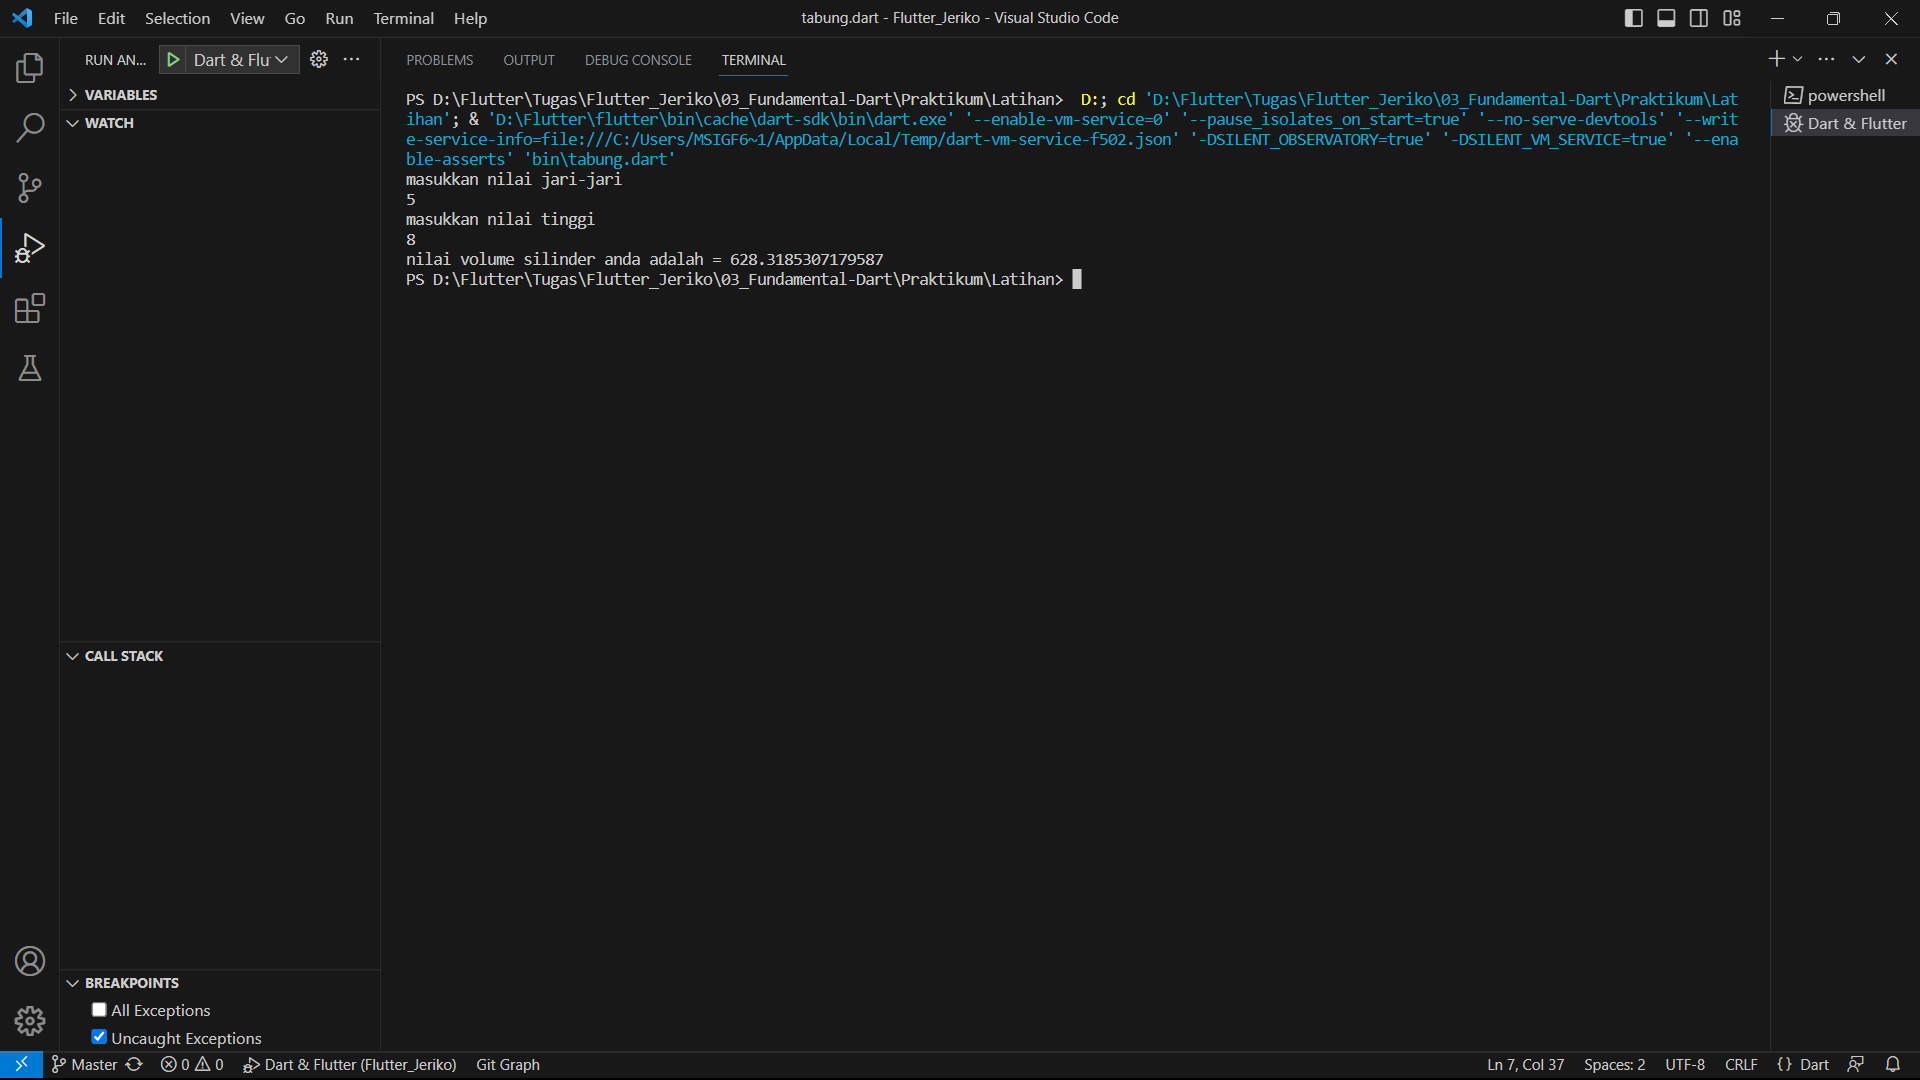 File Edit Selection View Go Run Terminal Help
tabung.dart - Flutter_Jeriko - Visual Studio Code
RUN AN... Dart & Flu
VARIABLES
WATCH
CALL STACK
BREAKPOINTS
All Exceptions
Uncaught Exceptions
PROBLEMS OUTPUT DEBUG CONSOLE TERMINAL
PS D:\Flutter\Tugas\Flutter_Jeriko\03_Fundamental-Dart\Praktikum\Latihan>  D:; cd 'D:\Flutter\Tugas\Flutter_Jeriko\03_Fundamental-Dart\Praktikum\Lat
ihan'; & 'D:\Flutter\flutter\bin\cache\dart-sdk\bin\dart.exe' '--enable-vm-service=0' '--pause_isolates_on_start=true' '--no-serve-devtools' '--writ
e-service-info=file:///C:/Users/MSIGF6~1/AppData/Local/Temp/dart-vm-service-f502.json' '-DSILENT_OBSERVATORY=true' '-DSILENT_VM_SERVICE=true' '--ena
ble-asserts' 'bin\tabung.dart'
masukkan nilai jari-jari
5
masukkan nilai tinggi
8
nilai volume silinder anda adalah = 628.3185307179587
PS D:\Flutter\Tugas\Flutter_Jeriko\03_Fundamental-Dart\Praktikum\Latihan>
powershell
Dart & Flutter
Master 0 0 Dart & Flutter (Flutter_Jeriko) Git Graph
Ln 7, Col 37 Spaces: 2 UTF-8 CRLF {} Dart